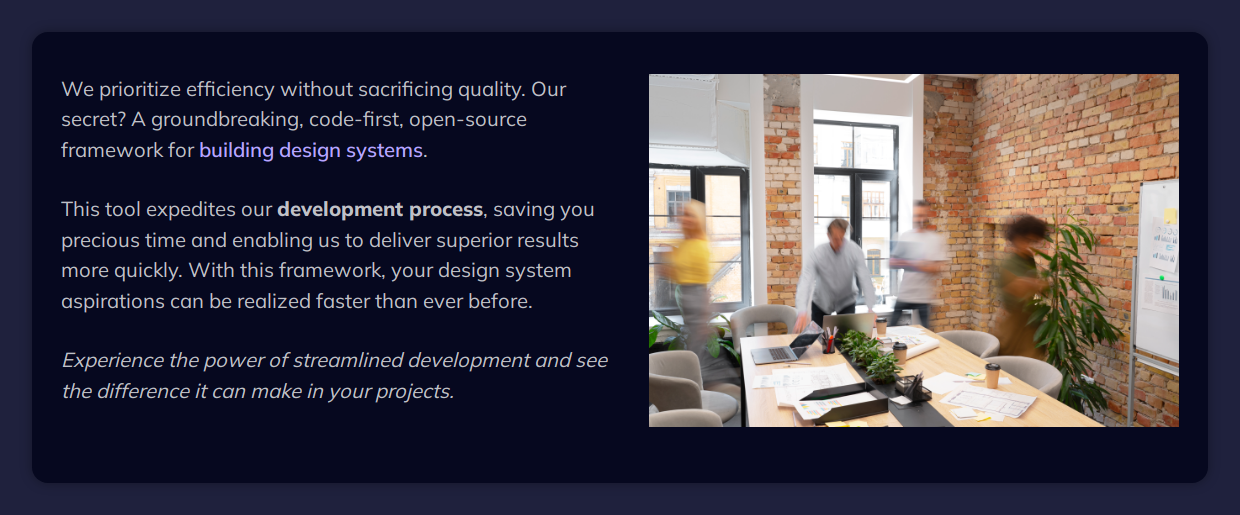 We prioritize efficiency without sacrificing quality. Our
secret? A groundbreaking, code-first, open-source
framework for building design systems.
This tool expedites our development process, saving you
precious time and enabling us to deliver superior results
more quickly. With this framework, your design system
aspirations can be realized faster than ever before.
Experience the power of streamlined development and see
the difference it can make in your projects.